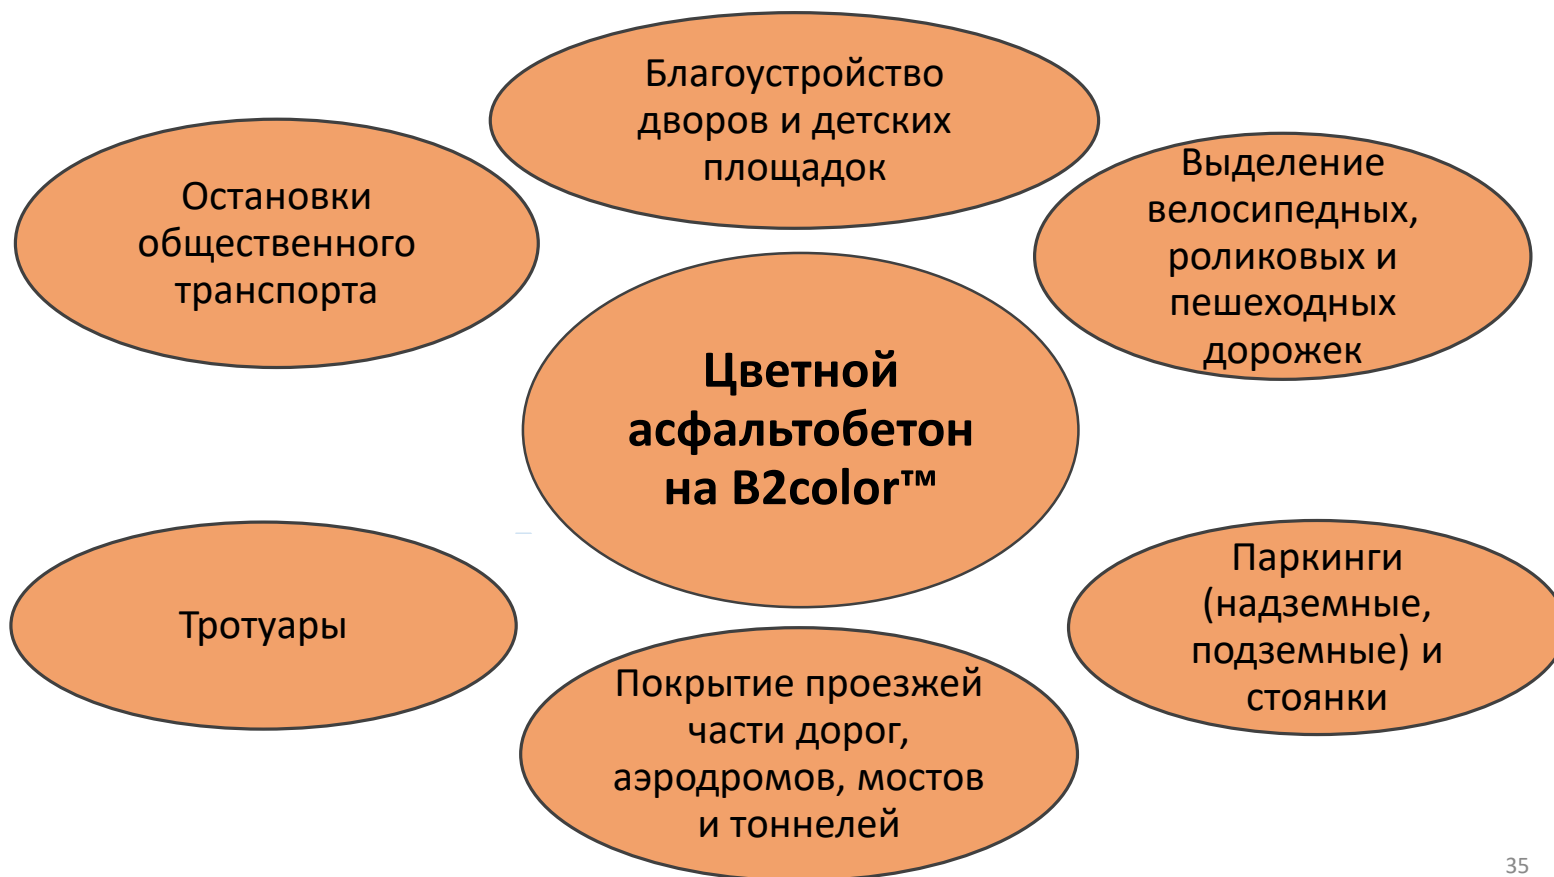 Благоустройство
дворов и детских
площадок
Остановки
общественного
транспорта
Выделение
велосипедных,
роликовых и
пешеходных
дорожек
Цветной
асфальтобетон
на B2color™
Тротуары
Паркинги
(надземные,
подземные) и
стоянки
Покрытие проезжей
части дорог,
аэродромов, мостов
и тоннелей
35